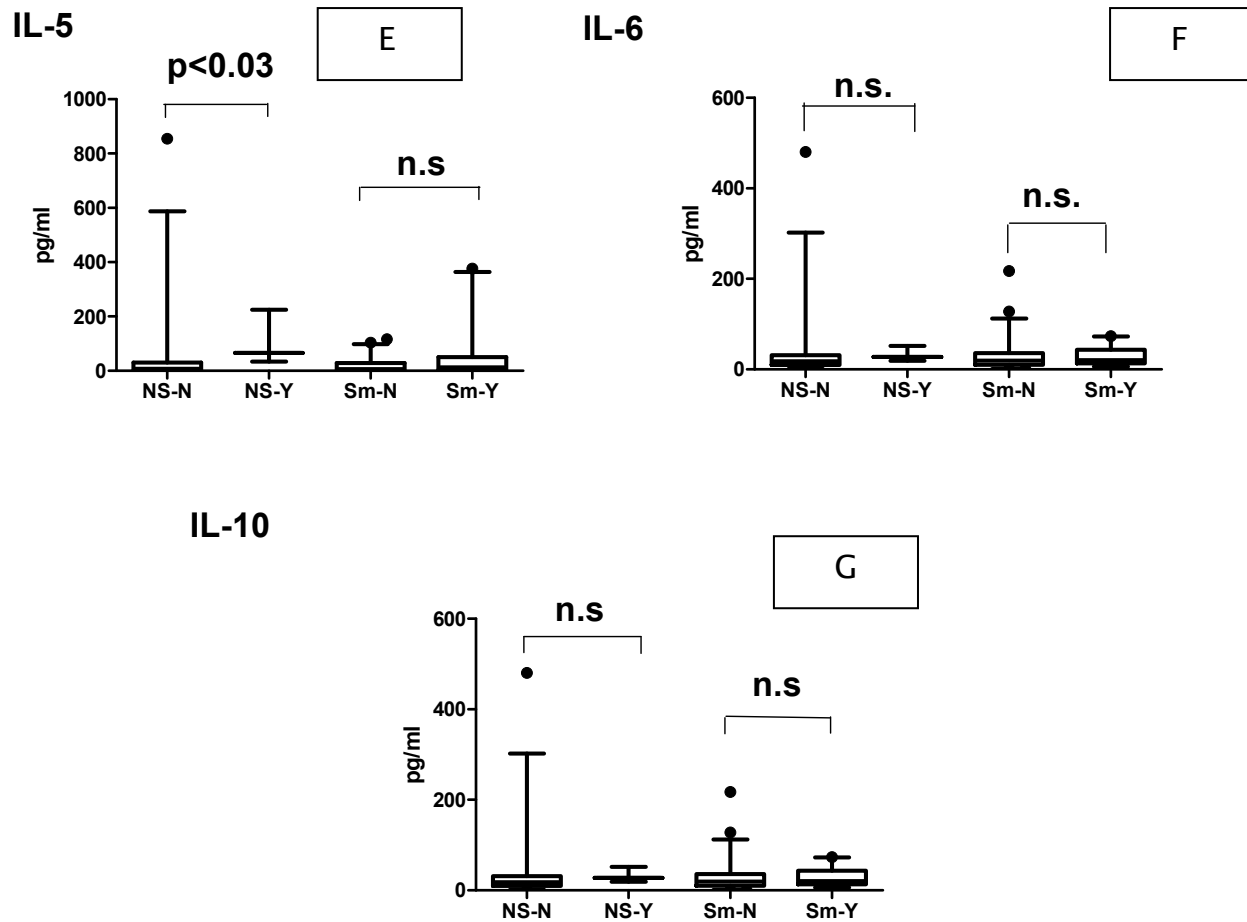 IL-5
E
p<0.03
1000
800
600
400
200
0
pg/ml
n.s
NS-N NS-Y Sm-N Sm-Y
IL-6
F
n.s.
600
400
200
0
pg/ml
n.s.
NS-N NS-Y Sm-N Sm-Y
IL-10
G
n.s
600
400
200
0
pg/ml
n.s
NS-N NS-Y Sm-N Sm-Y